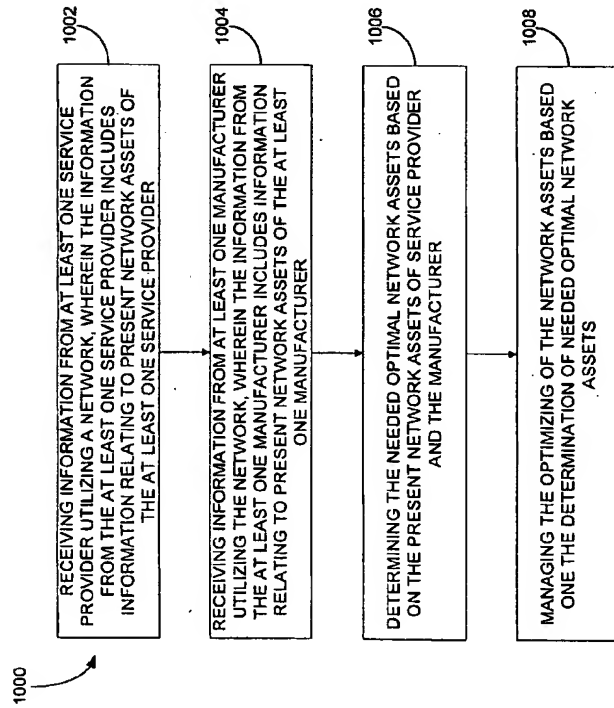 1000
1002
RECEIVING INFORMATION FROM AT LEAST ONE SERVICE
PROVIDER UTILIZING A NETWORK, WHEREIN THE INFORMATION
FROM THE AT LEAST ONE SERVICE PROVIDER INCLUDES
INFORMATION RELATING TO PRESENT NETWORK ASSETS OF
THE AT LEAST ONE SERVICE PROVIDER
1004
RECEIVING INFORMATION FROM AT LEAST ONE MANUFACTURER
UTILIZING THE NETWORK, WHEREIN THE INFORMATION FROM
THE AT LEAST ONE MANUFACTURER INCLUDES INFORMATION
RELATING TO PRESENT NETWORK ASSETS OF THE AT LEAST
ONE MANUFACTURER
1006
DETERMINING THE NEEDED OPTIMAL NETWORK ASSETS BASED
ON THE PRESENT NETWORK ASSETS OF SERVICE PROVIDER
AND THE MANUFACTURER
1008
MANAGING THE OPTIMIZING OF THE NETWORK ASSETS BASED
ONE THE DETERMINATION OF NEEDED OPTIMAL NETWORK
ASSETS